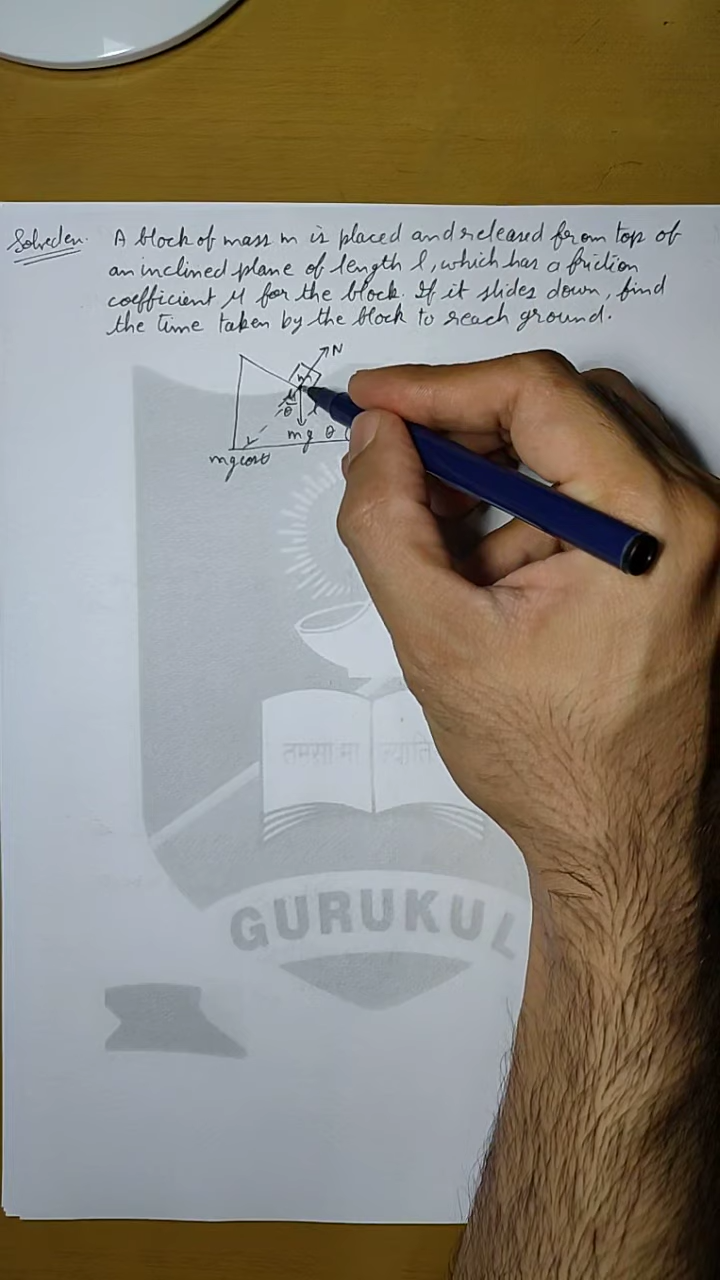 Solveden. A block of mass m is placed and released from top of
an inclined plane of length l, which has a friction
coefficient μ for the block. If it slides down, find
the time taken by the block to reach ground.
N
m
μ
θ l
mg θ
mg cosθ
तमसा मा ज्योति
GURUKUL